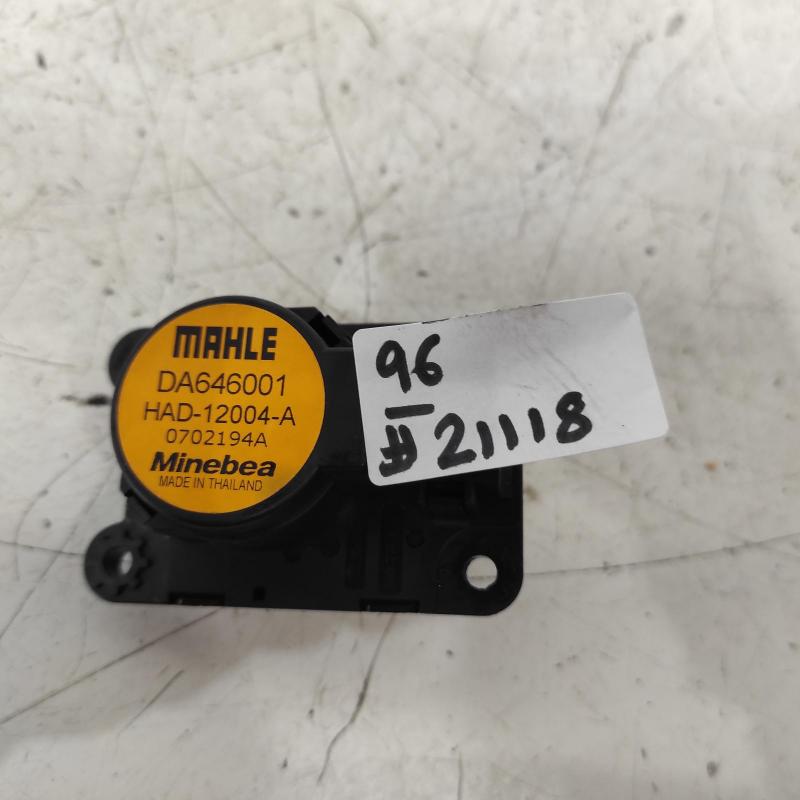 MAHLE
DA646001
HAD-12004-A
0702194A
Minebea
MADE IN THAILAND
96
# 21118